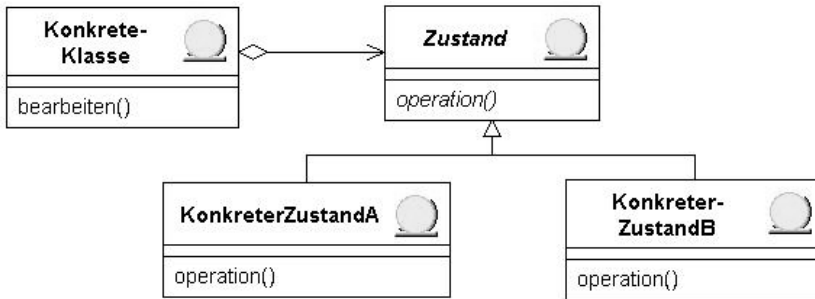 Konkrete-
Klasse
bearbeiten()
Zustand
operation()
KonkreterZustandA
operation()
Konkreter-
ZustandB
operation()